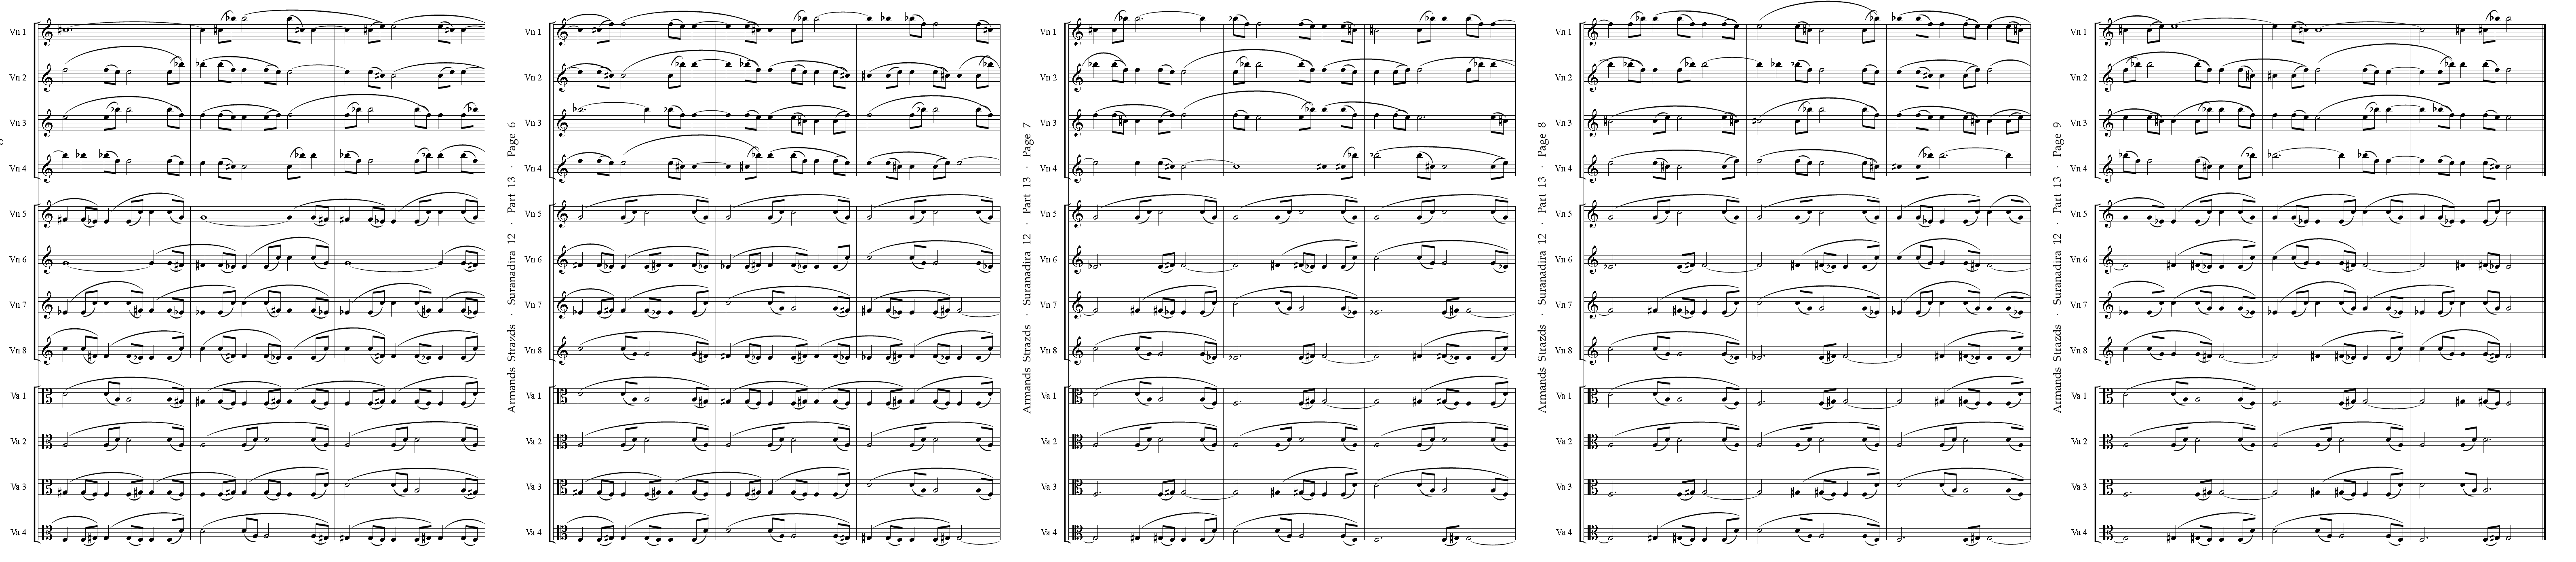 Vn 1
Vn 2
Vn 3
Vn 4
Vn 5
Vn 6
Vn 7
Vn 8
Va 1
Va 2
Va 3
Va 4
Armands Strazds · Suranadira 12 · Part 13 · Page 6
Vn 1
Vn 2
Vn 3
Vn 4
Vn 5
Vn 6
Vn 7
Vn 8
Va 1
Va 2
Va 3
Va 4
Armands Strazds · Suranadira 12 · Part 13 · Page 7
Vn 1
Vn 2
Vn 3
Vn 4
Vn 5
Vn 6
Vn 7
Vn 8
Va 1
Va 2
Va 3
Va 4
Armands Strazds · Suranadira 12 · Part 13 · Page 8
Vn 1
Vn 2
Vn 3
Vn 4
Vn 5
Vn 6
Vn 7
Vn 8
Va 1
Va 2
Va 3
Va 4
Armands Strazds · Suranadira 12 · Part 13 · Page 9
Vn 1
Vn 2
Vn 3
Vn 4
Vn 5
Vn 6
Vn 7
Vn 8
Va 1
Va 2
Va 3
Va 4